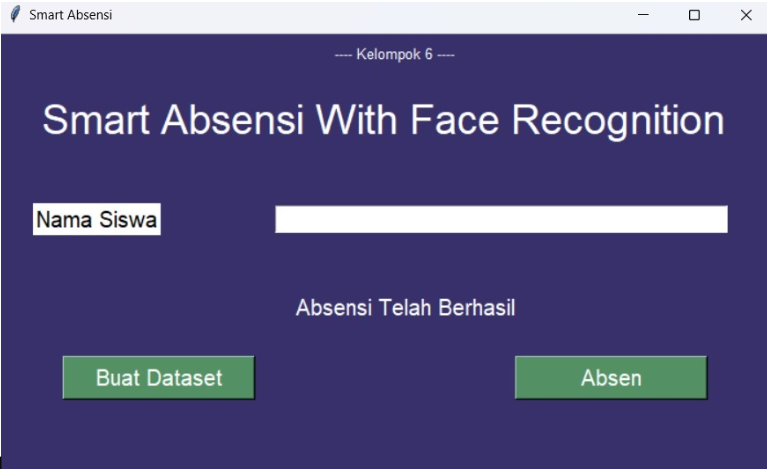 Smart Absensi
---- Kelompok 6 ----
Smart Absensi With Face Recognition
Nama Siswa
Absensi Telah Berhasil
Buat Dataset
Absen